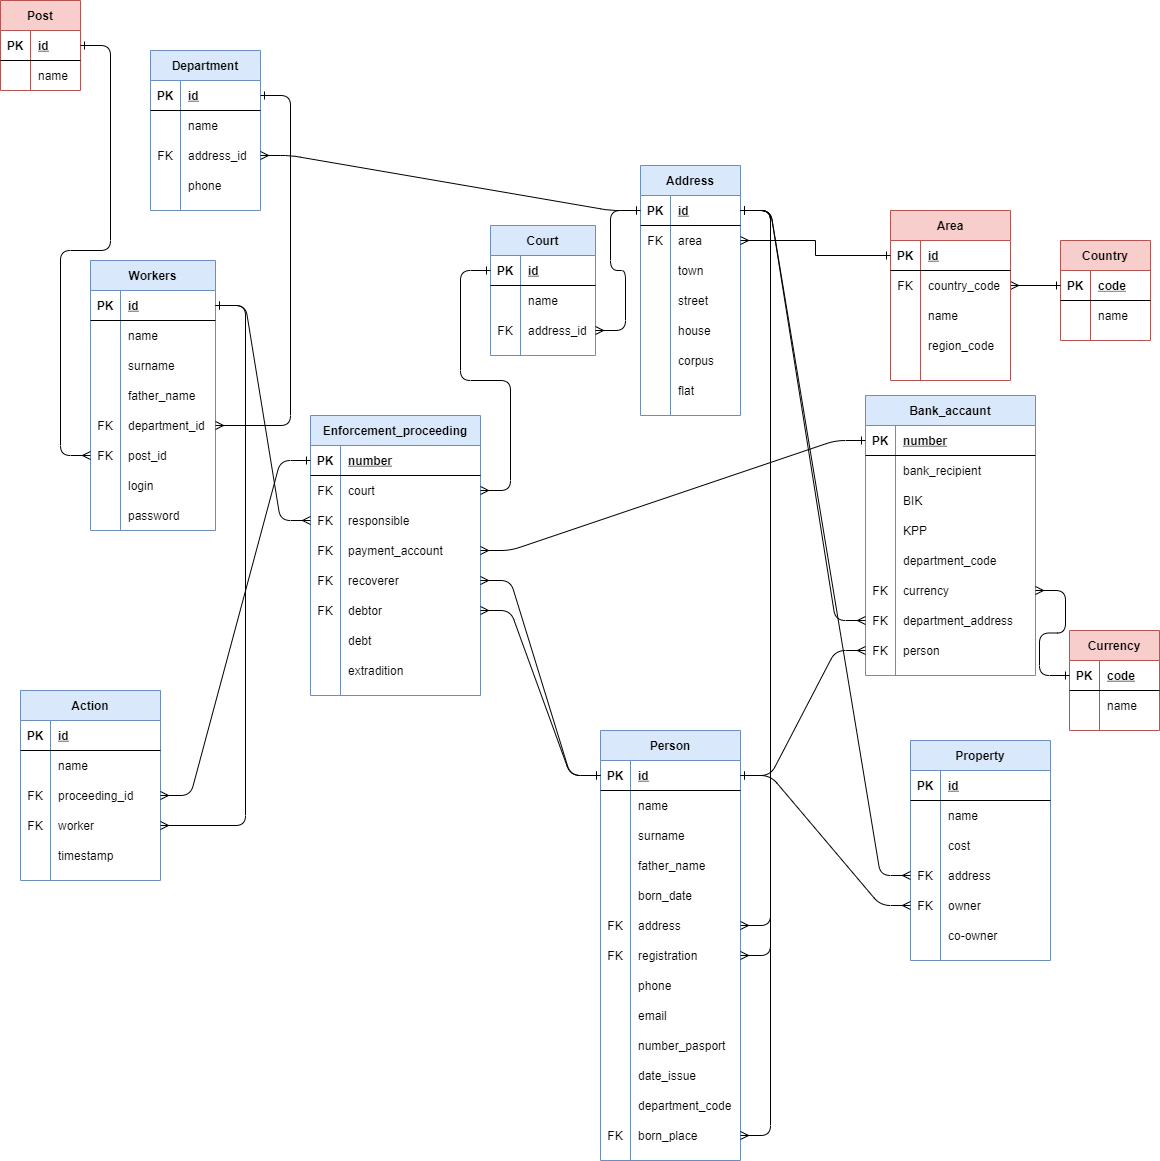 Post
PK id
name
Department
PK id
name
FK address_id
phone
Workers
PK id
name
surname
father_name
FK department_id
FK post_id
login
password
Court
PK id
name
FK address_id
Address
PK id
FK area
town
street
house
corpus
flat
Area
PK id
FK country_code
name
region_code
Country
PK code
name
Enforcement_proceeding
PK number
FK court
FK responsible
FK payment_account
FK recoverer
FK debtor
debt
extradition
Bank_accaunt
PK number
bank_recipient
BIK
KPP
department_code
FK currency
FK department_address
FK person
Currency
PK code
name
Action
PK id
name
FK proceeding_id
FK worker
timestamp
Person
PK id
name
surname
father_name
born_date
FK address
FK registration
phone
email
number_pasport
date_issue
department_code
FK born_place
Property
PK id
name
cost
FK address
FK owner
co-owner